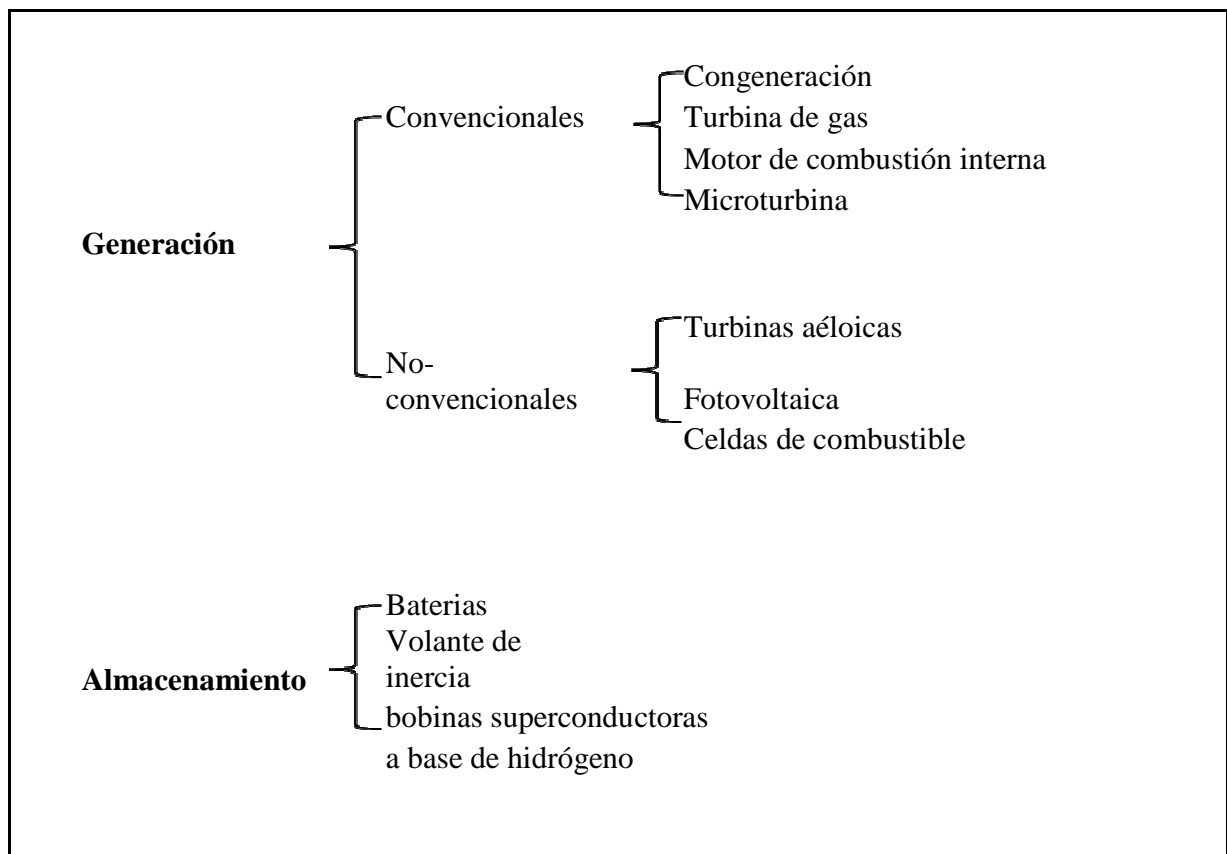 Congeneración
Convencionales
Turbina de gas
Motor de combustión interna
Microturbina
Generación
Turbinas aéloicas
No-
convencionales
Fotovoltaica
Celdas de combustible
Baterias
Volante de
inercia
Almacenamiento
bobinas superconductoras
a base de hidrógeno